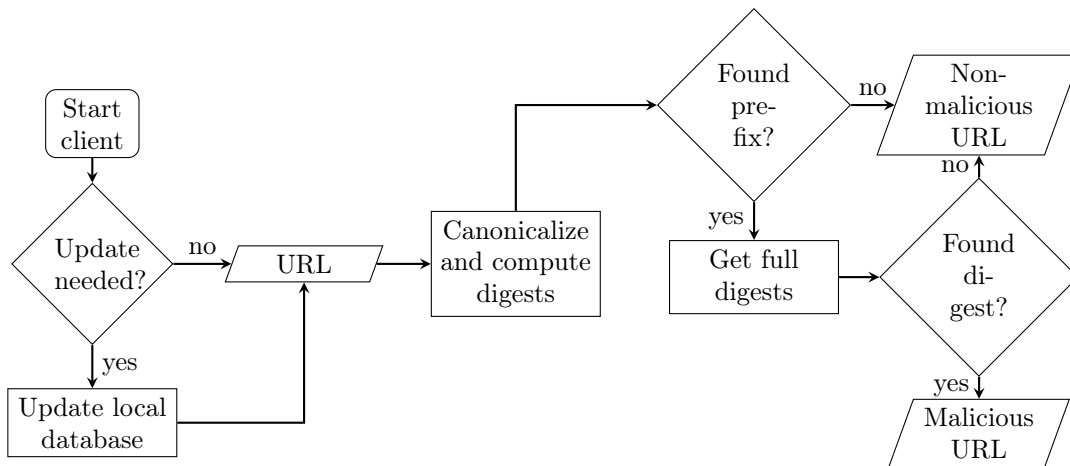 Start
client
Update
needed?
no
yes
Update local
database
URL
Canonicalize
and compute
digests
Found
pre-
fix?
no
yes
Non-
malicious
URL
Get full
digests
Found
di-
gest?
no
yes
Malicious
URL